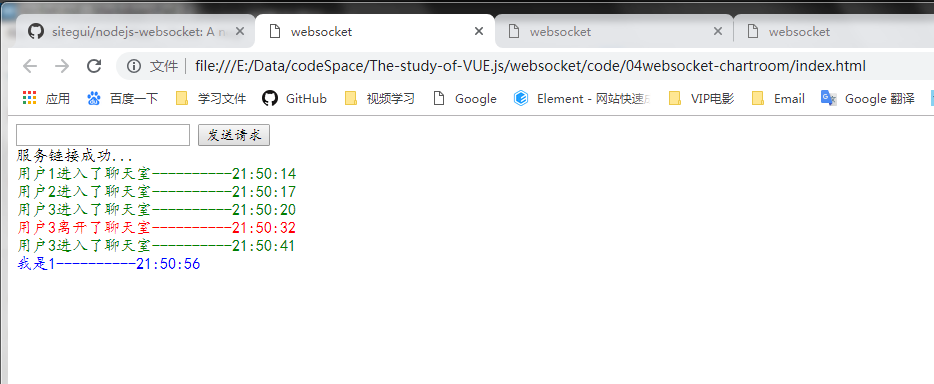 sitegui/nodejs-websocket: A n
websocket
websocket
websocket
文件 file:///E:/Data/codeSpace/The-study-of-VUE.js/websocket/code/04websocket-chartroom/index.html
应用 百度一下 学习文件 GitHub 视频学习 Google Element - 网站快速 VIP电影 Email Google 翻译
发送请求
服务链接成功...
用户1进入了聊天室----------21:50:14
用户2进入了聊天室----------21:50:17
用户3进入了聊天室----------21:50:20
用户3离开了聊天室----------21:50:32
用户3进入了聊天室----------21:50:41
我是1----------21:50:56